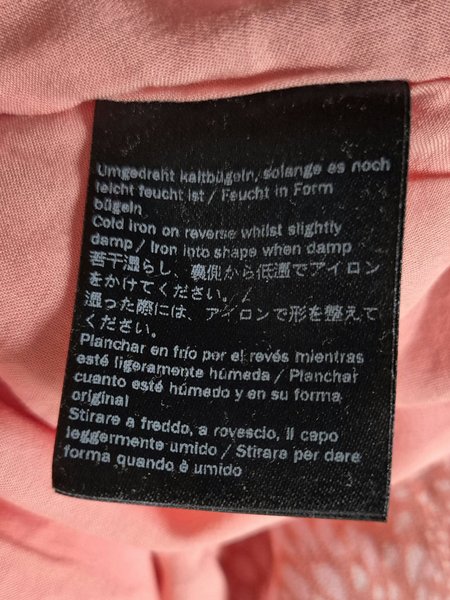 Umgedreht kaltbügeln, solange es noch
leicht feucht ist / Feucht in Form
bügeln
Cold iron on reverse whilst slightly
damp / Iron into shape when damp
若干湿らし、裏側から低温でアイロン
をかけてください。/
湿った際には、アイロンで形を整えて
ください。
Planchar en frío por el revés mientras
esté ligeramente húmeda / Planchar
cuanto esté húmedo y en su forma
original
Stirare a freddo, a rovescio, il capo
leggermente umido / Stirare per dare
forma quando è umido